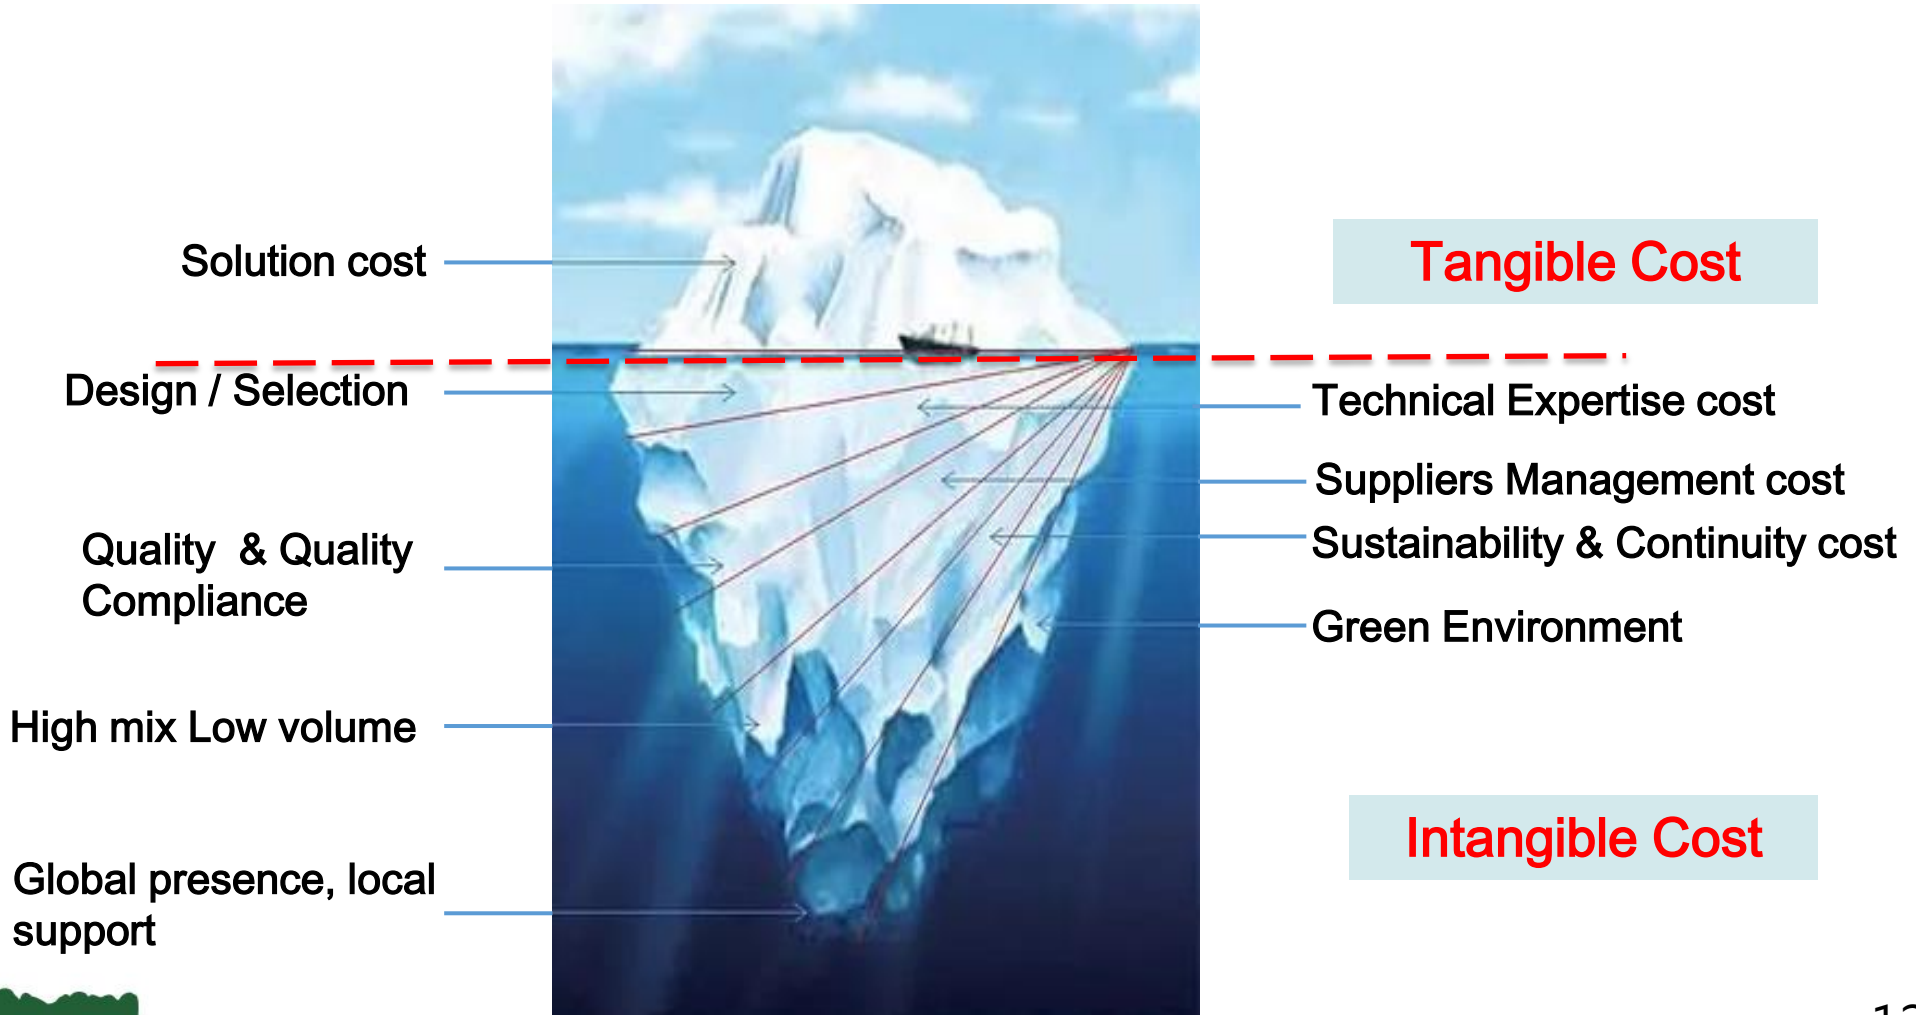 Solution cost
Tangible Cost
Design / Selection
Technical Expertise cost
Suppliers Management cost
Quality & Quality
Compliance
Sustainability & Continuity cost
Green Environment
High mix Low volume
Intangible Cost
Global presence, local
support